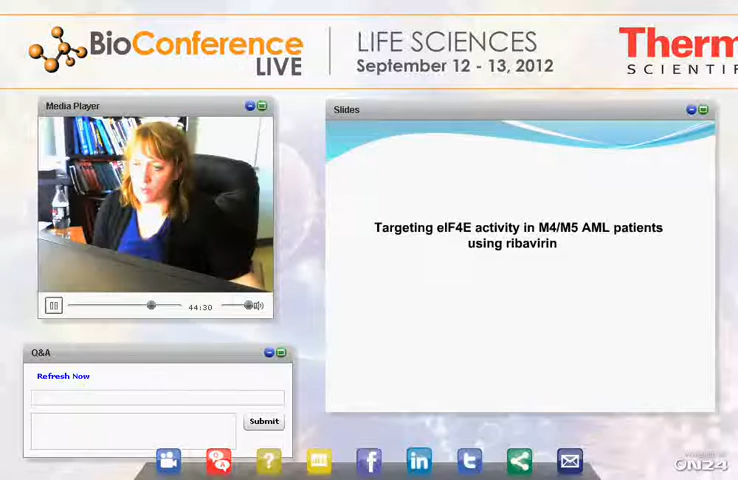 BioConference
LIVE
LIFE SCIENCES
September 12 - 13, 2012
Therm
SCIENTIF
Media Player
44:30
Slides
Targeting eIF4E activity in M4/M5 AML patients
using ribavirin
Q&A
Refresh Now
Submit
ON24